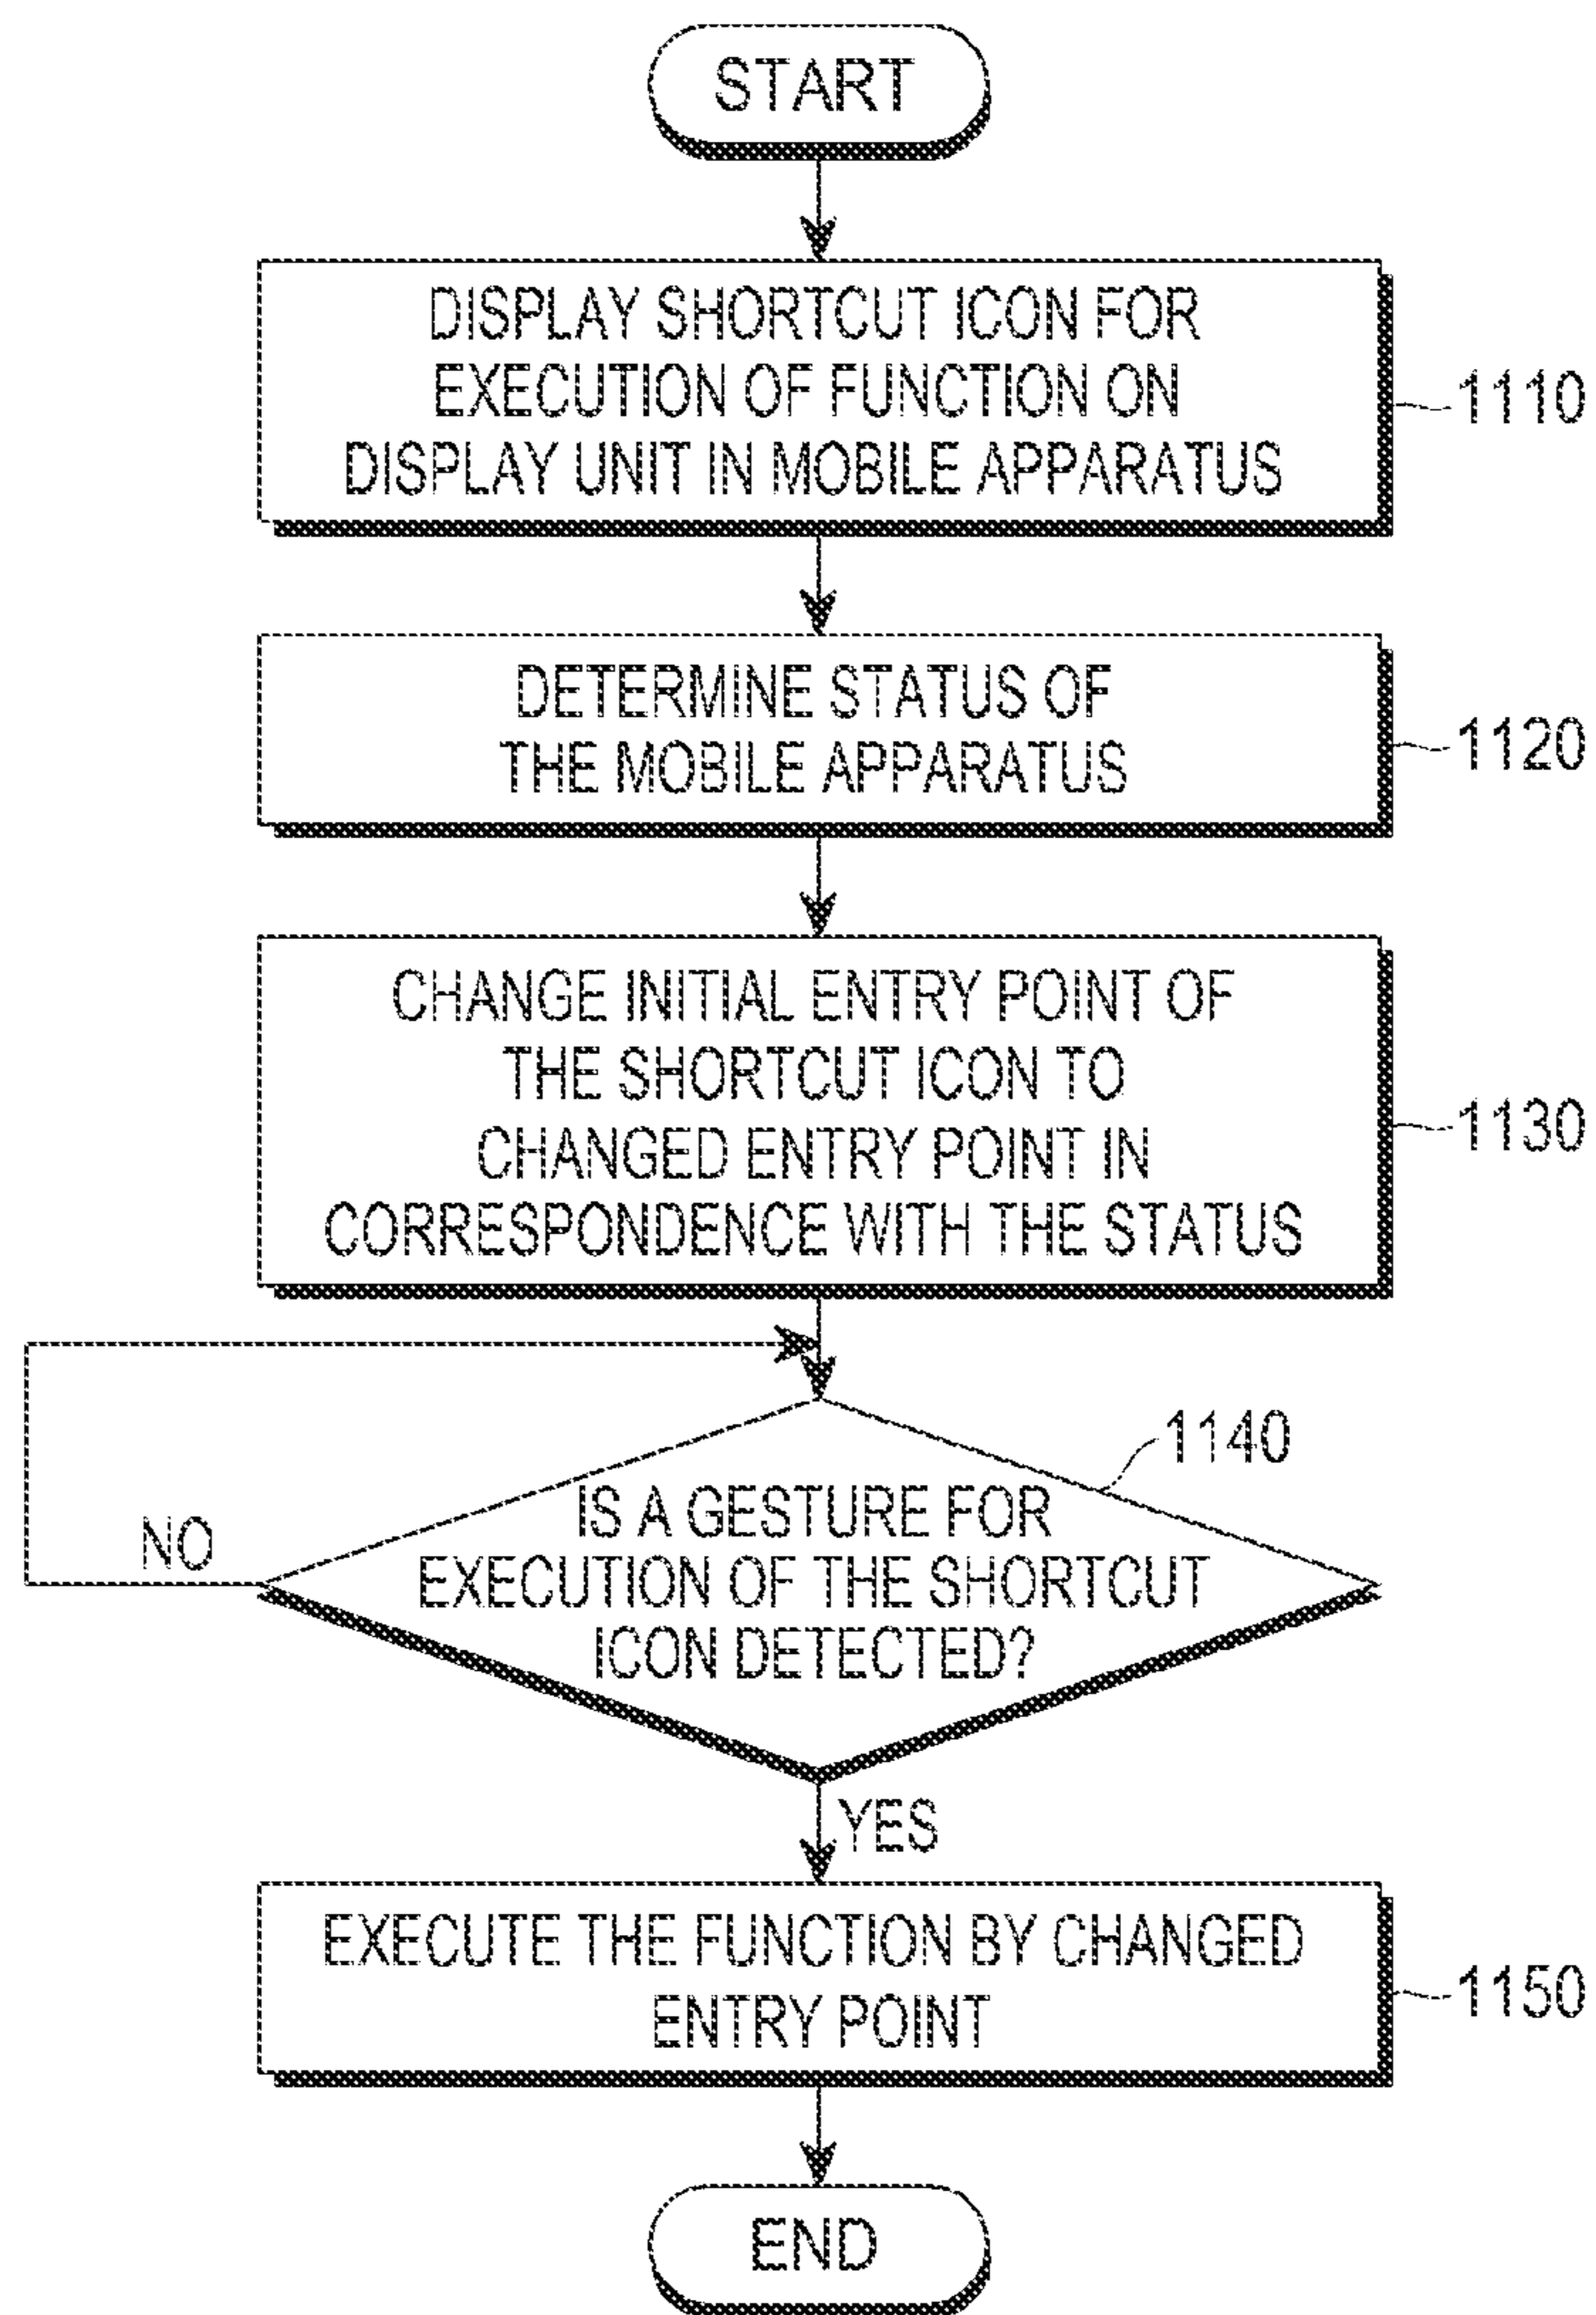 START
DISPLAY SHORTCUT ICON FOR
EXECUTION OF FUNCTION ON
DISPLAY UNIT IN MOBILE APPARATUS
1110
DETERMINE STATUS OF
THE MOBILE APPARATUS
1120
CHANGE INITIAL ENTRY POINT OF
THE SHORTCUT ICON TO
CHANGED ENTRY POINT IN
CORRESPONDENCE WITH THE STATUS
1130
1140
IS A GESTURE FOR
EXECUTION OF THE SHORTCUT
ICON DETECTED?
NO
YES
EXECUTE THE FUNCTION BY CHANGED
ENTRY POINT
1150
END